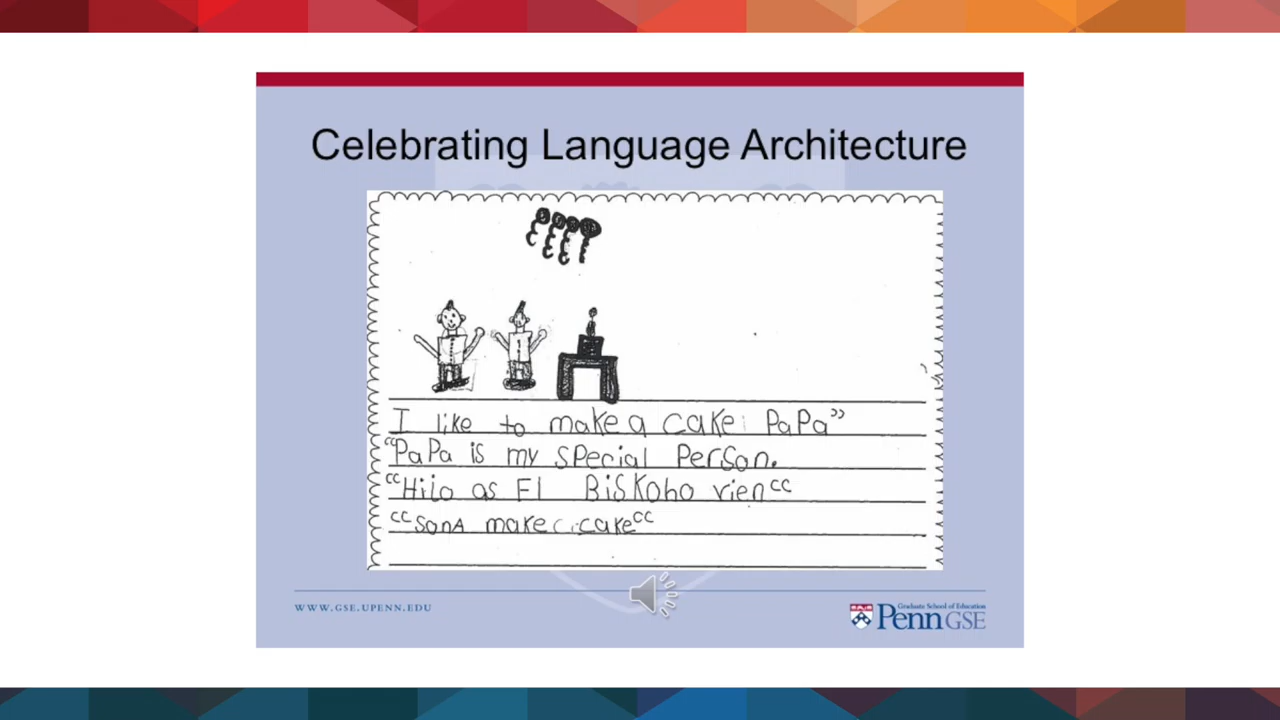 Celebrating Language Architecture
I like to make a cake PaPa”
“PaPa is my special Person.
“Hijo as El BiSKoho vien“
“sonA make cake“
WWW.GSE.UPENN.EDU
Graduate School of Education
Penn GSE